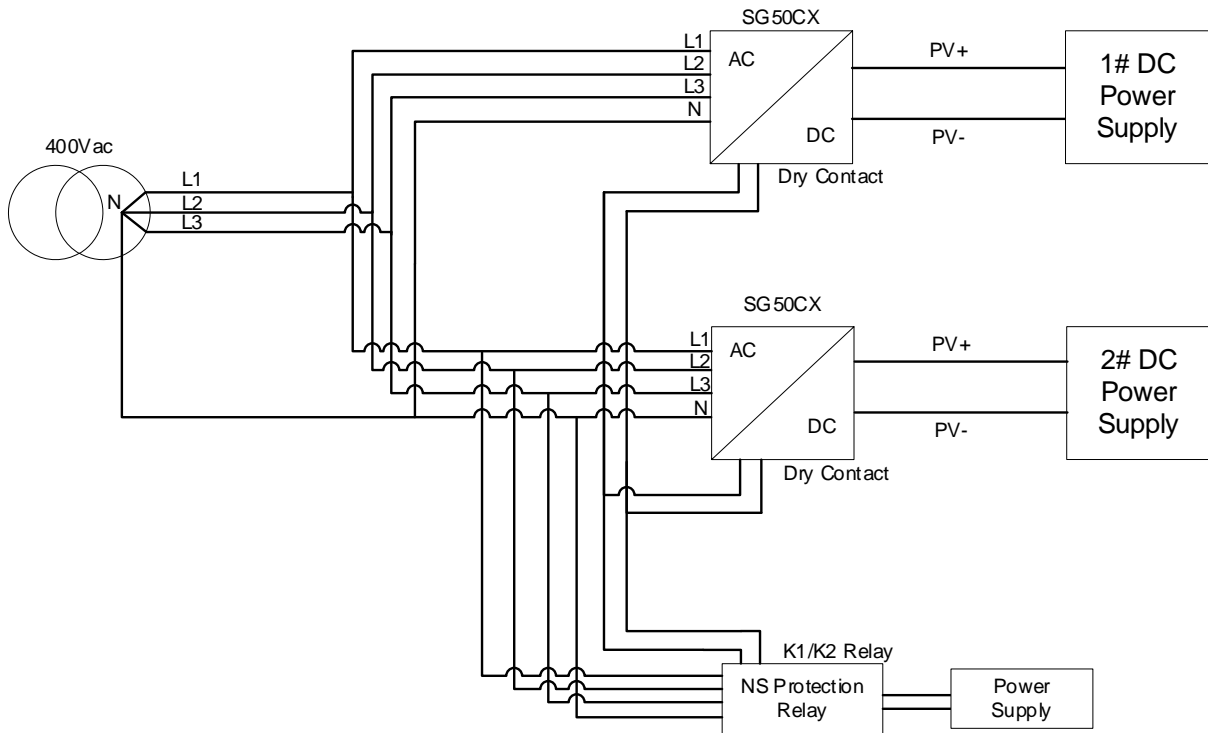 SG50CX
L1
L2
L3
N
AC
DC
PV+
PV-
1# DC
Power
Supply
Dry Contact
400Vac
N
L1
L2
L3
SG50CX
L1
L2
L3
N
AC
DC
PV+
PV-
2# DC
Power
Supply
Dry Contact
K1/K2 Relay
NS Protection
Relay
Power
Supply